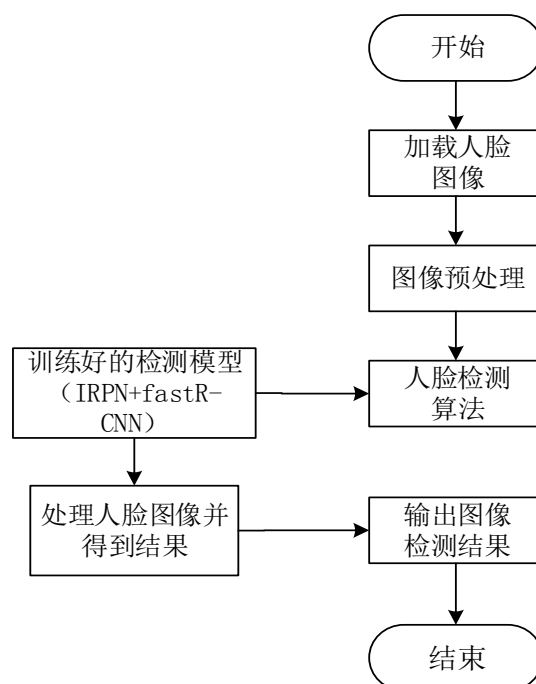 开始
加载人脸
图像
图像预处理
训练好的检测模型
（IRPN+fastR-
CNN）
人脸检测
算法
处理人脸图像并
得到结果
输出图像
检测结果
结束